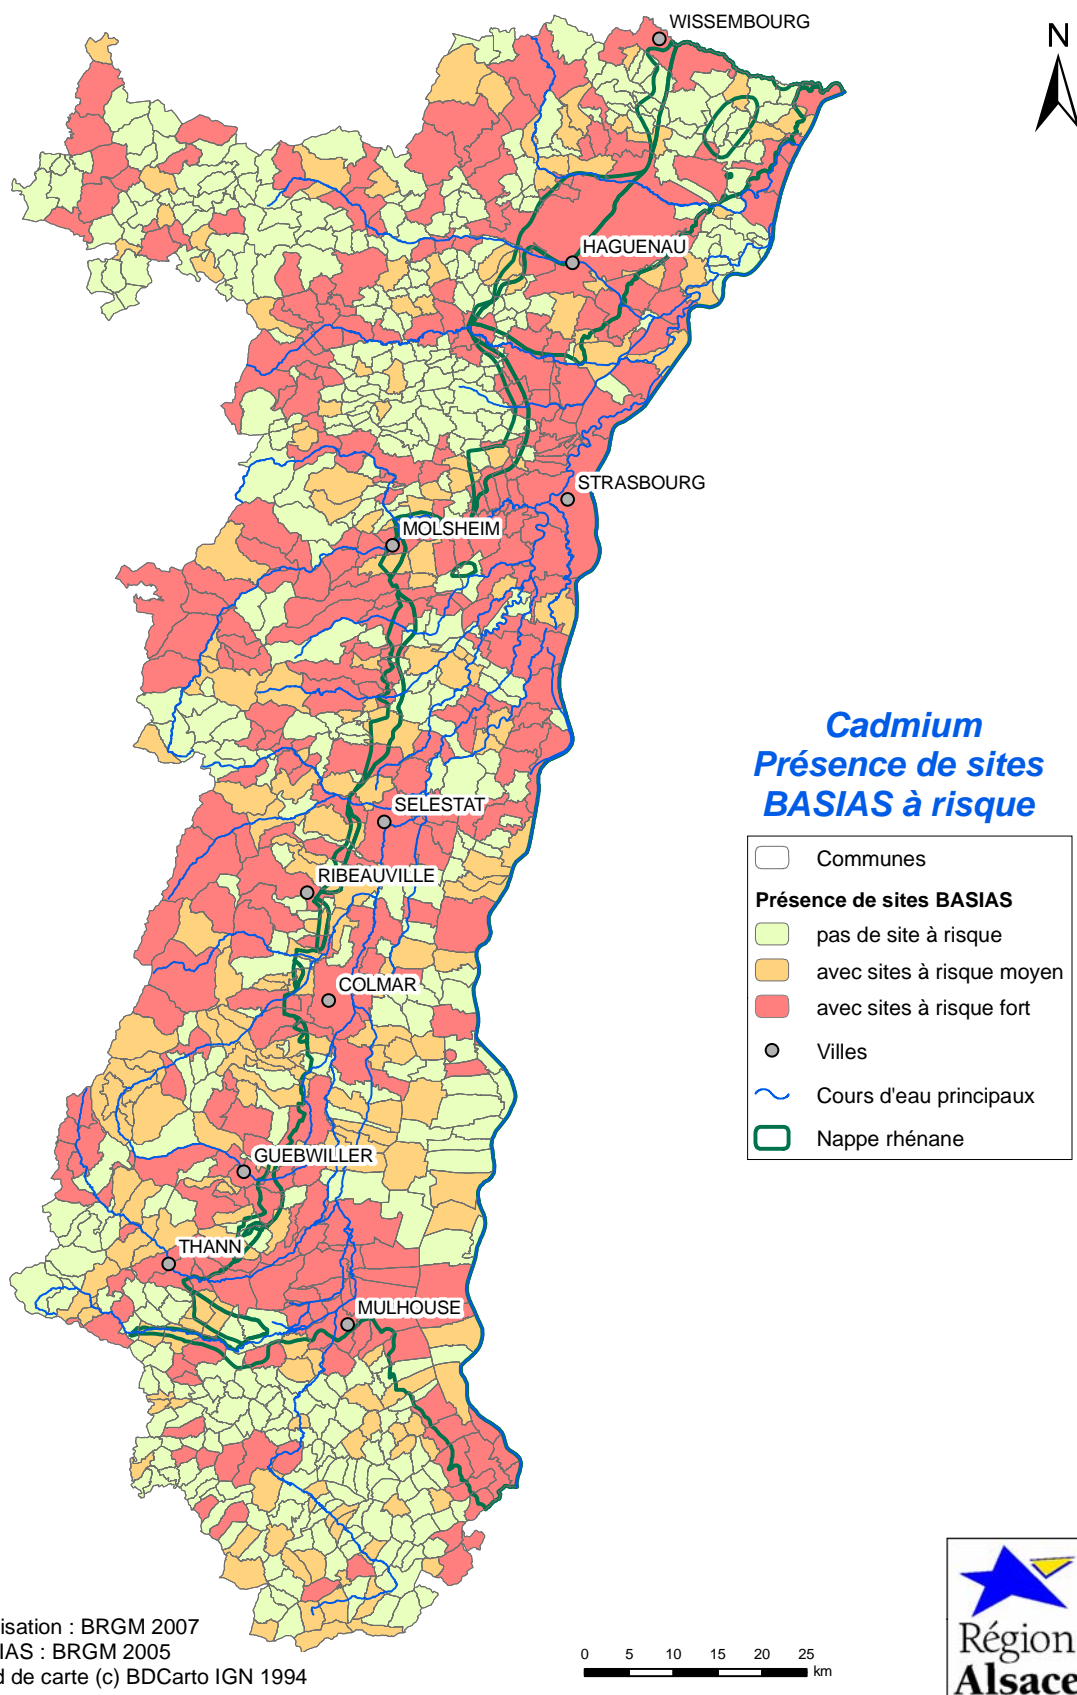 WISSEMBOURG
N
HAGUENAU
STRASBOURG
MOLSHEIM
Cadmium
Présence de sites
BASIAS à risque
SELESTAT
Communes
RIBEAUVILLE
Présence de sites BASIAS
pas de site à risque
avec sites à risque moyen
COLMAR
avec sites à risque fort
Villes
Cours d'eau principaux
Nappe rhénane
GUEBWILLER
THANN
MULHOUSE
isation : BRGM 2007
IAS : BRGM 2005
d de carte (c) BDCarto IGN 1994
0 5 10 15 20 25
km
Région
Alsace